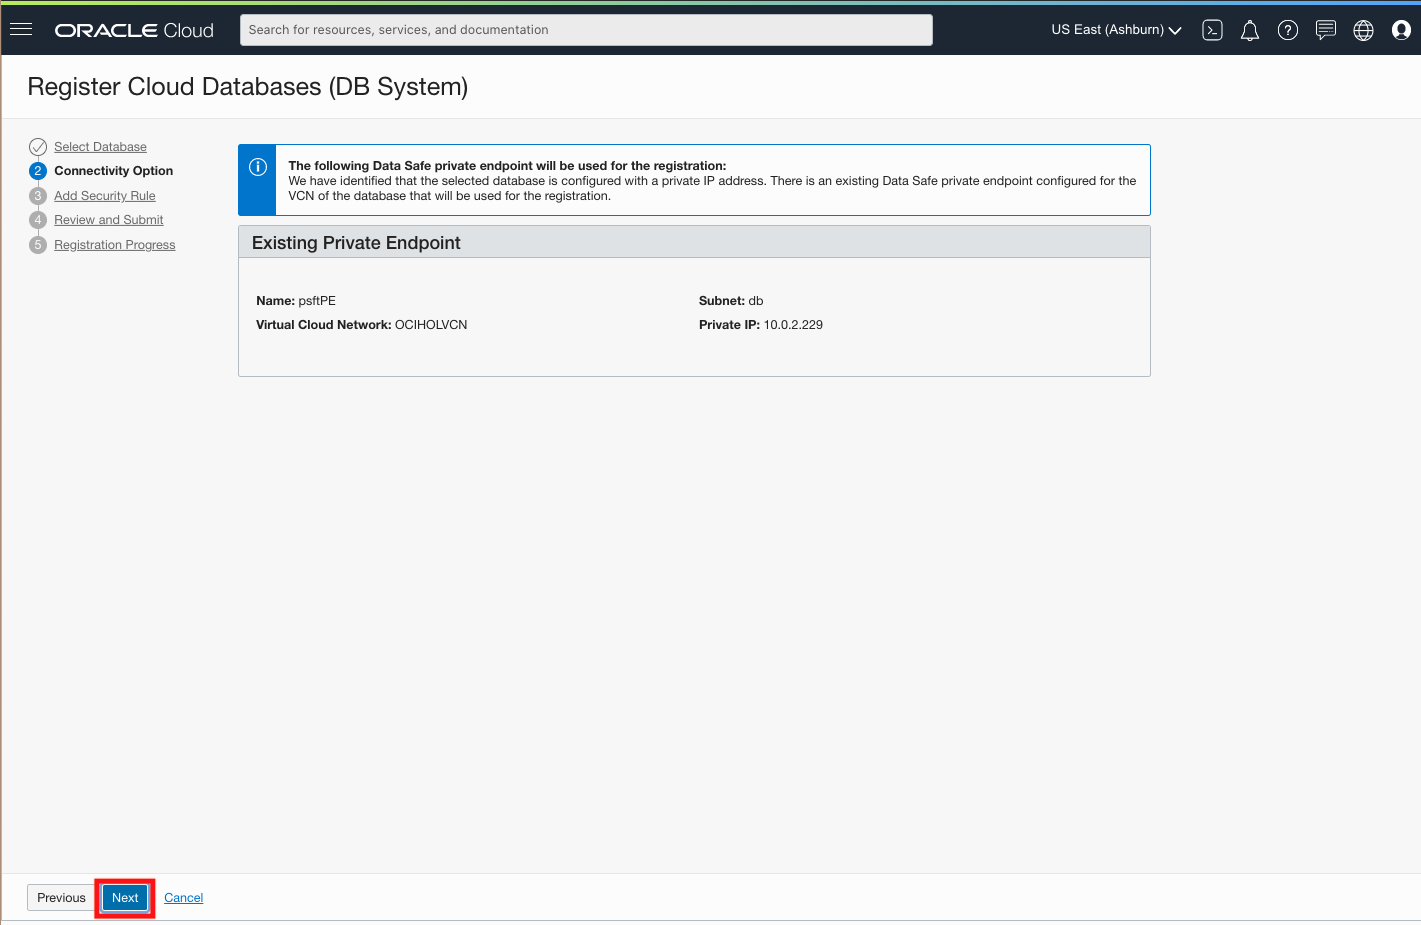 ORACLE Cloud
Search for resources, services, and documentation
US East (Ashburn)
Register Cloud Databases (DB System)
Select Database
2 Connectivity Option
3 Add Security Rule
4 Review and Submit
5 Registration Progress
The following Data Safe private endpoint will be used for the registration:
We have identified that the selected database is configured with a private IP address. There is an existing Data Safe private endpoint configured for the
VCN of the database that will be used for the registration.
Existing Private Endpoint
Name: psftPE
Subnet: db
Virtual Cloud Network: OCIHOLVCN
Private IP: 10.0.2.229
Previous
Next
Cancel